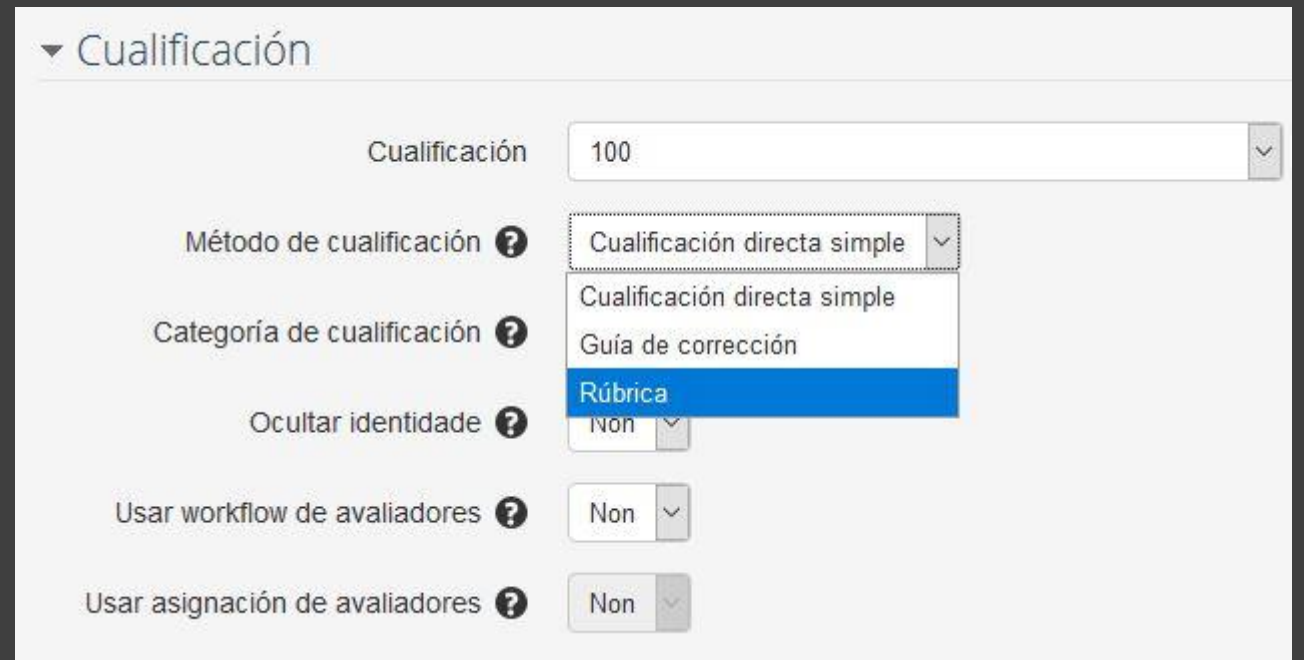 Cualificación
Cualificación 100
Método de cualificación Cualificación directa simple
Cualificación directa simple
Categoría de cualificación
Guía de corrección
Rúbrica
Ocultar identidade Non
Usar workflow de avaliadores Non
Usar asignación de avaliadores Non